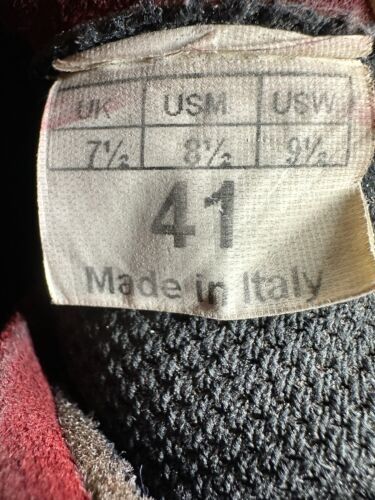 UK USM USW
7½ 8½ 9½
41
Made in Italy